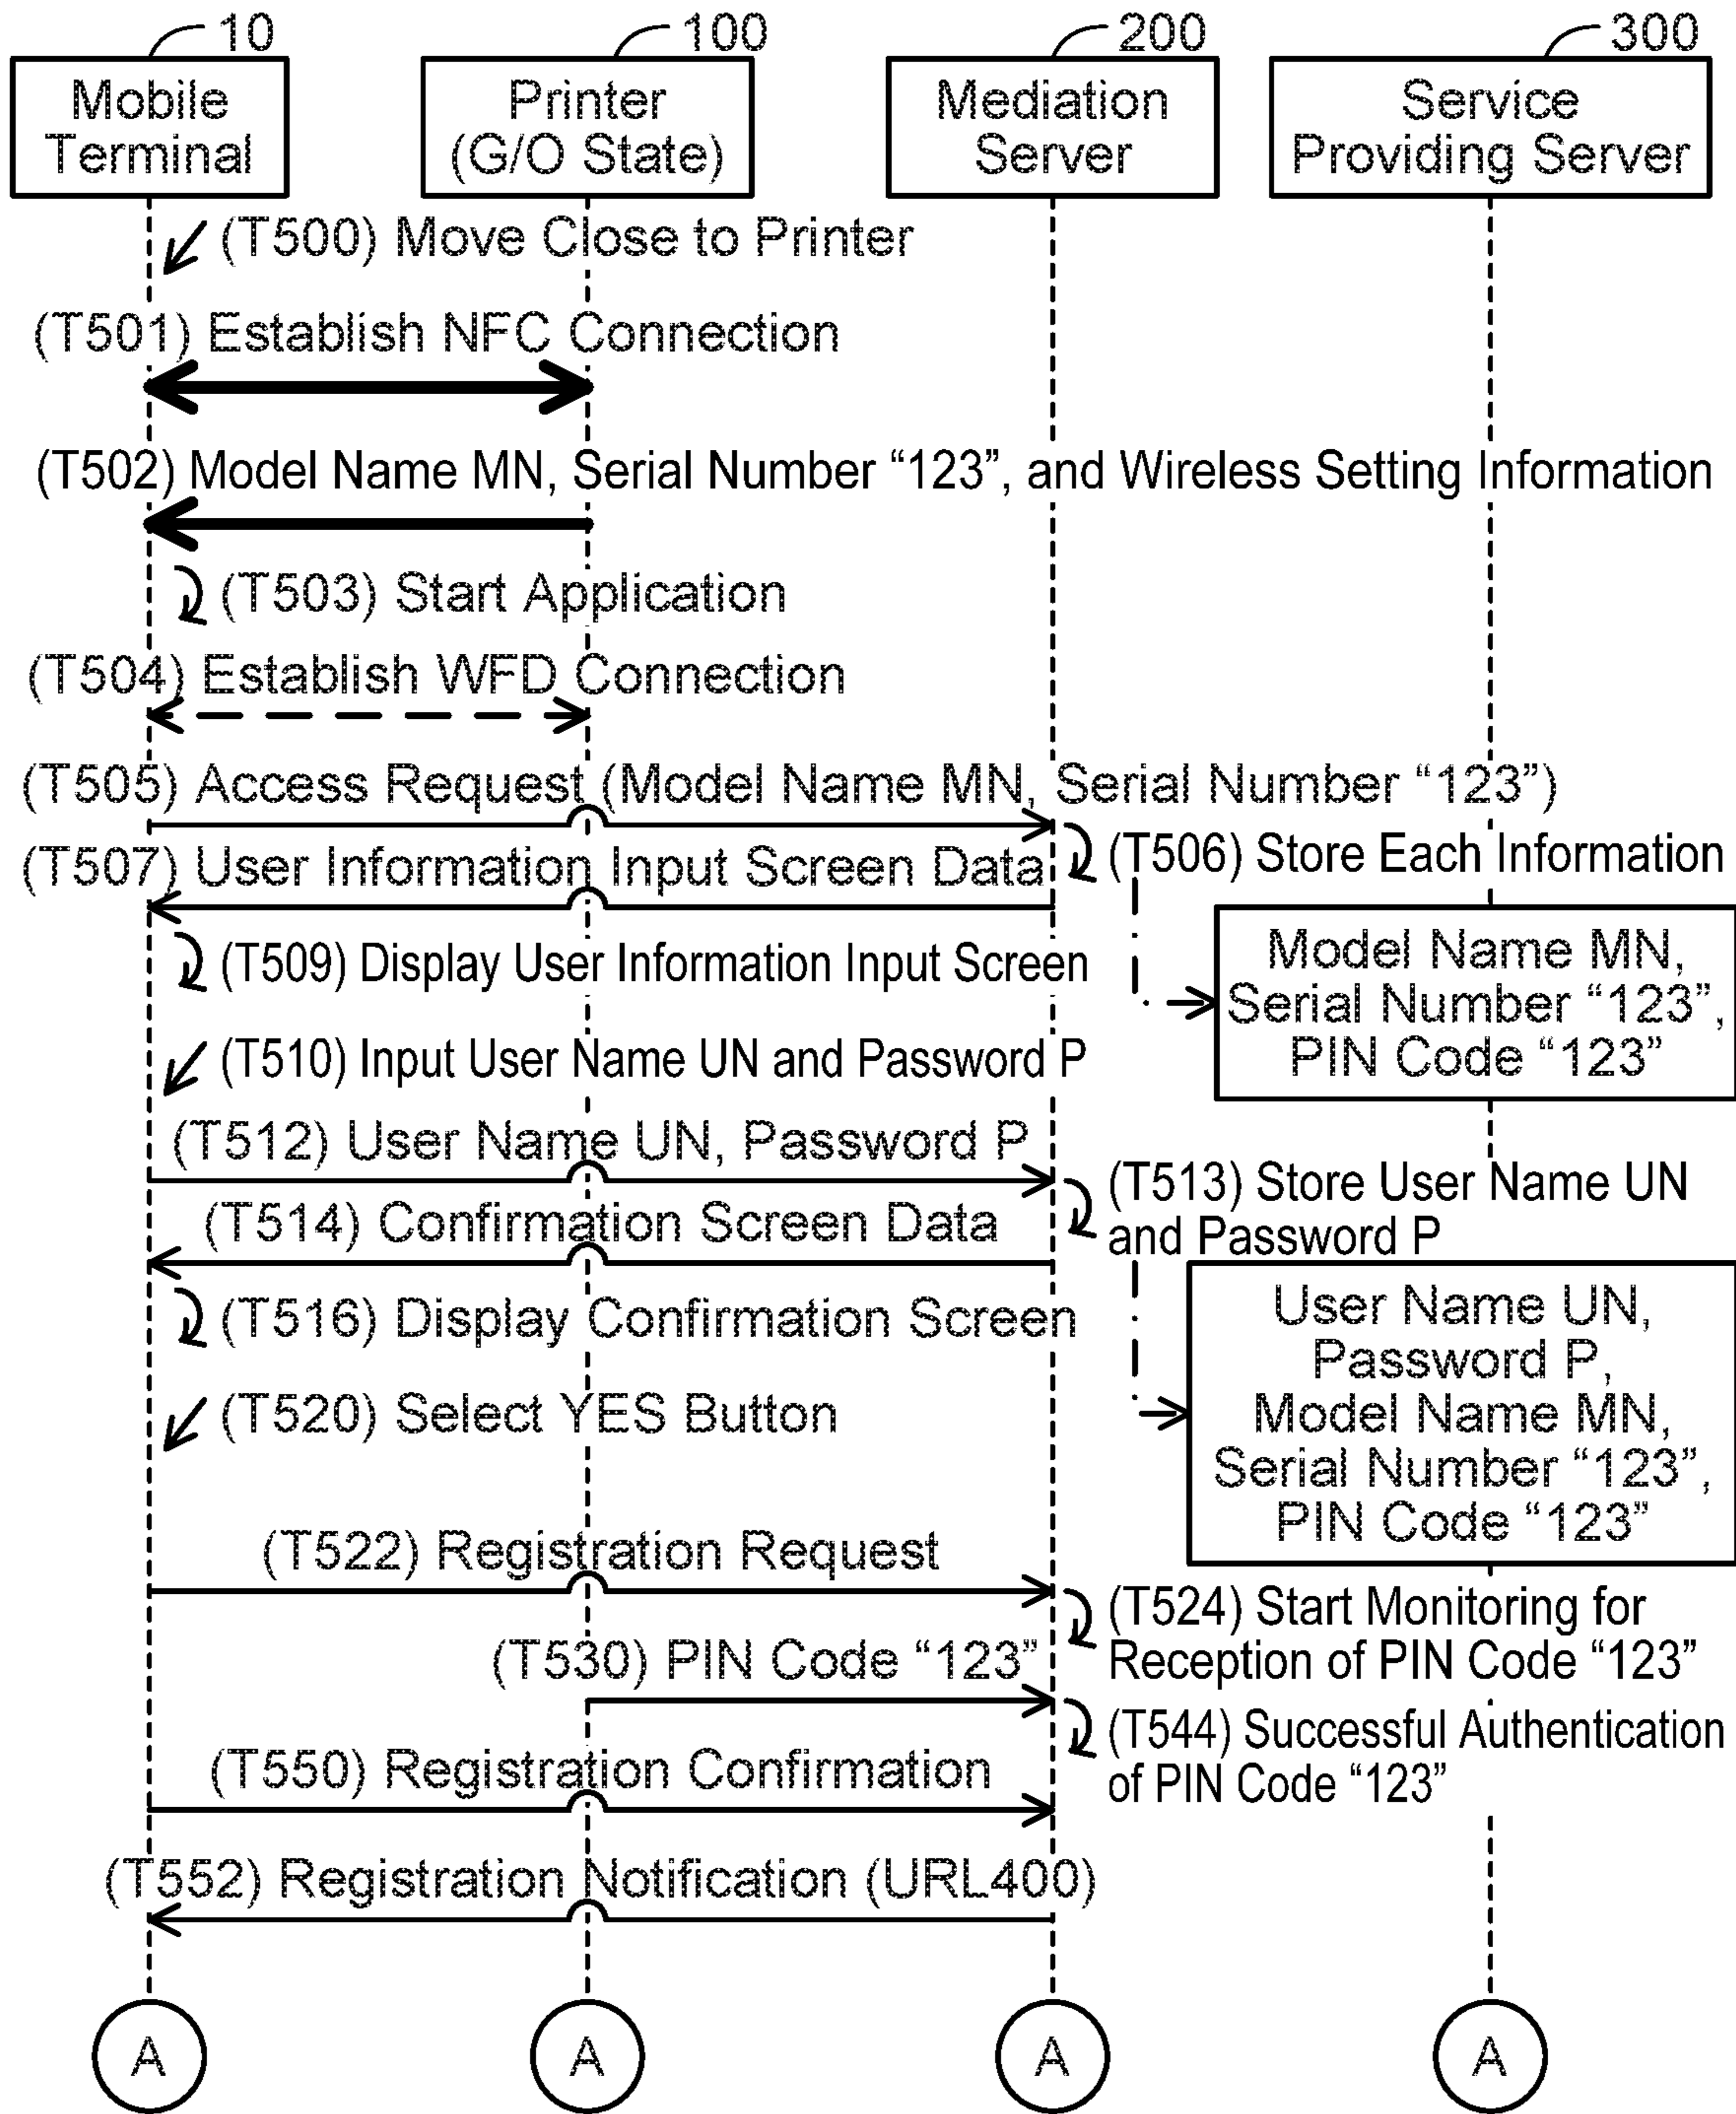 10
100
200
300
Mobile
Terminal
Printer
(G/O State)
Mediation
Server
Service
Providing Server
(T500) Move Close to Printer
(T501) Establish NFC Connection
(T502) Model Name MN, Serial Number “123”, and Wireless Setting Information
(T503) Start Application
(T504) Establish WFD Connection
(T505) Access Request (Model Name MN, Serial Number “123”)
(T506) Store Each Information
(T507) User Information Input Screen Data
Model Name MN,
Serial Number “123”,
PIN Code “123”
(T509) Display User Information Input Screen
(T510) Input User Name UN and Password P
(T512) User Name UN, Password P
(T513) Store User Name UN
and Password P
(T514) Confirmation Screen Data
User Name UN,
Password P,
Model Name MN,
Serial Number “123”,
PIN Code “123”
(T516) Display Confirmation Screen
(T520) Select YES Button
(T522) Registration Request
(T524) Start Monitoring for
Reception of PIN Code “123”
(T530) PIN Code “123”
(T544) Successful Authentication
of PIN Code “123”
(T550) Registration Confirmation
(T552) Registration Notification (URL400)
A
A
A
A